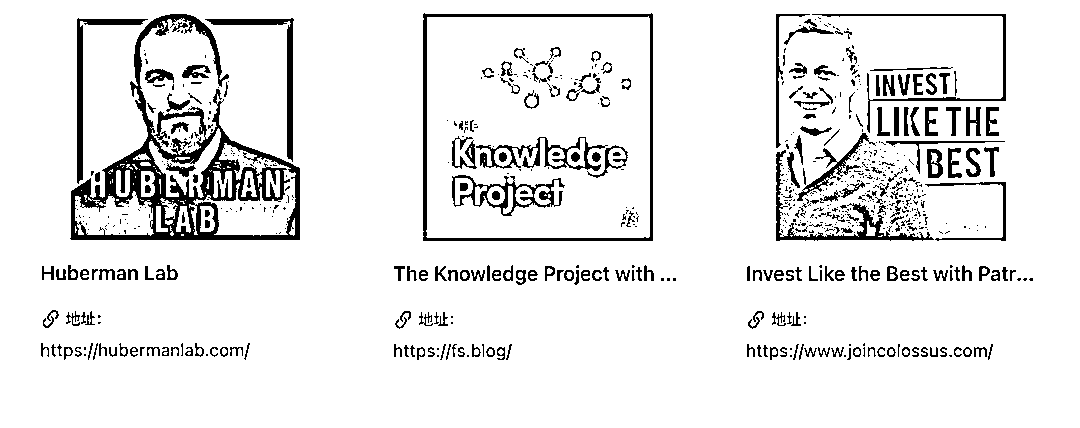 HUBERMAN
LAB
THE
Knowledge
Project
INVEST
LIKE THE
BEST
Huberman Lab
The Knowledge Project with ...
Invest Like the Best with Patr...
地址:
地址:
地址:
https://hubermanlab.com/
https://fs.blog/
https://www.joincolossus.com/